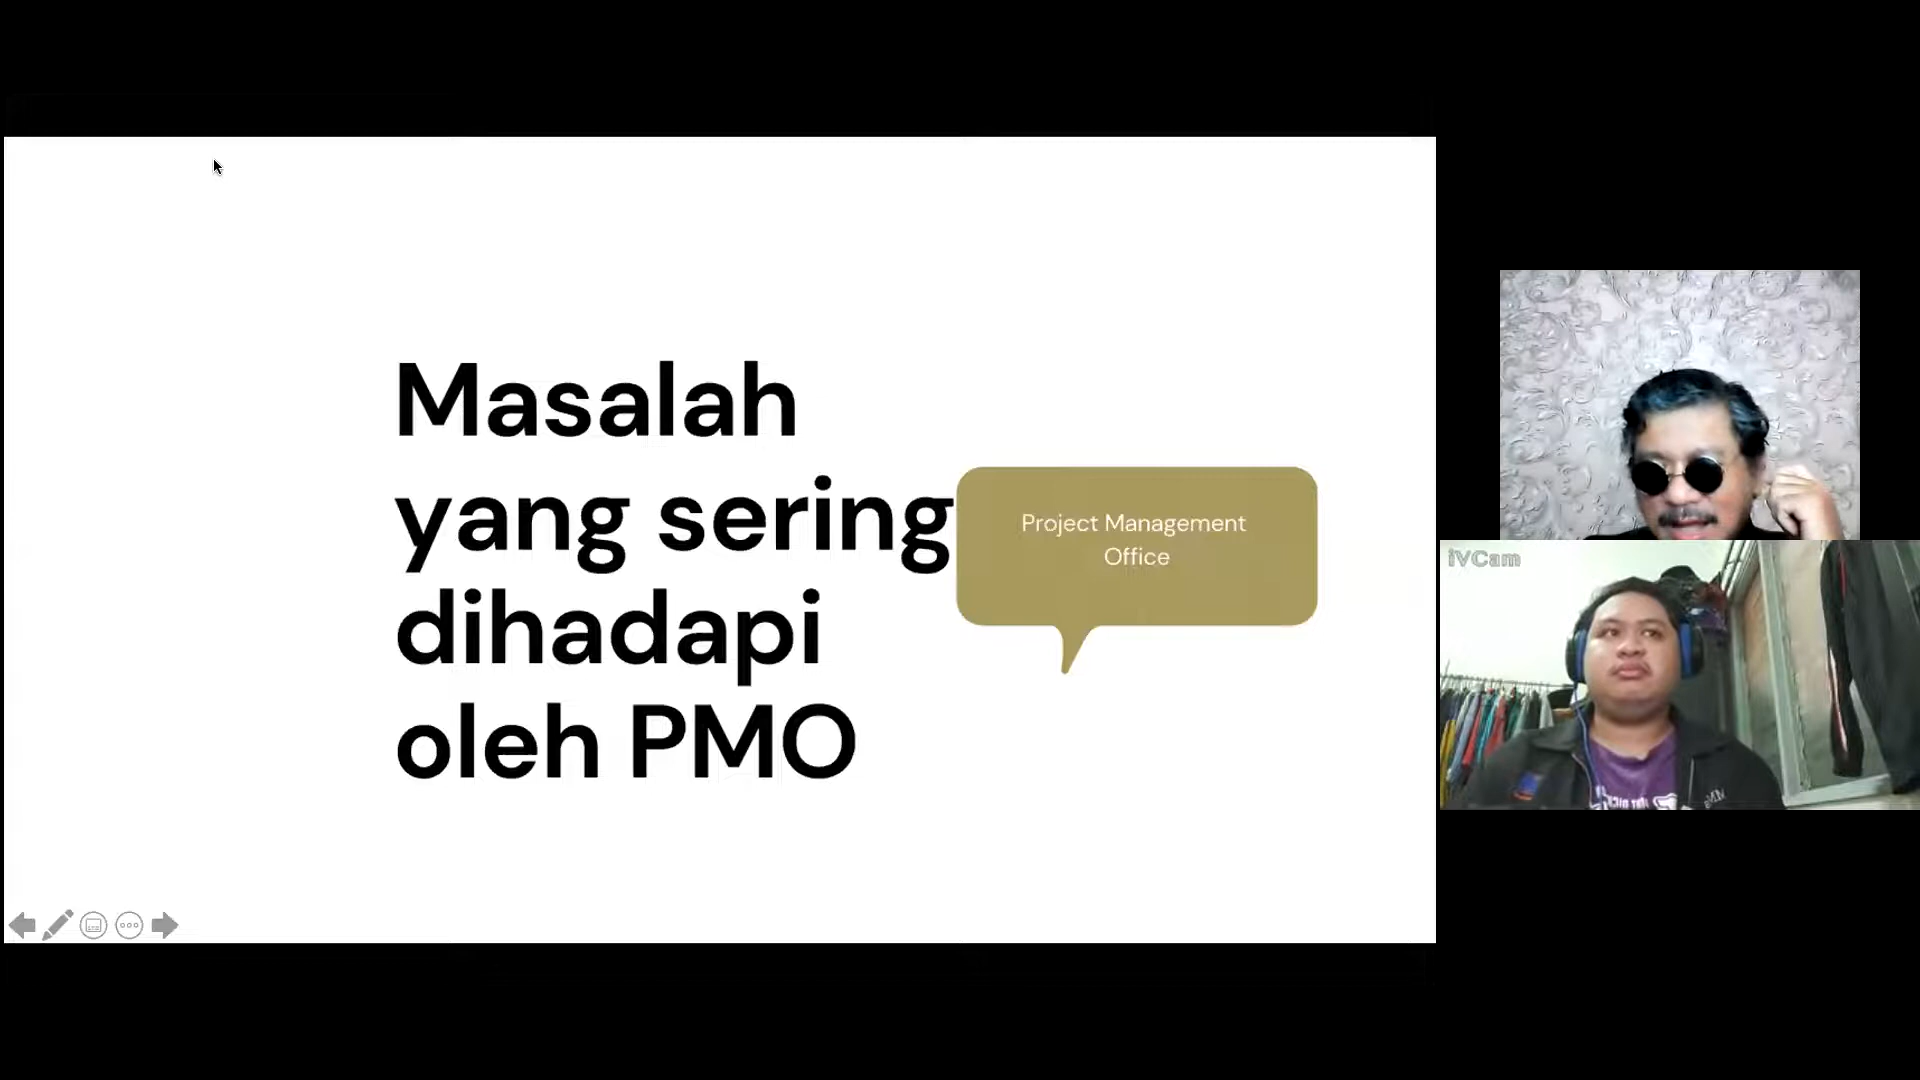 Masalah
yang sering
dihadapi
oleh PMO
Project Management
Office
iVCam